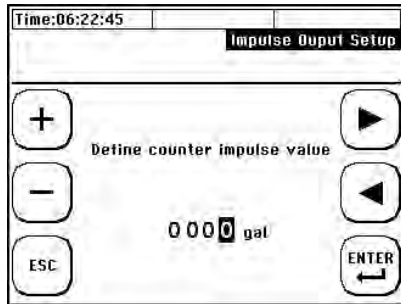 Time:06:22:45
Impulse Ouput Setup
+
Define counter impulse value
−
0000 gal
ESC
ENTER